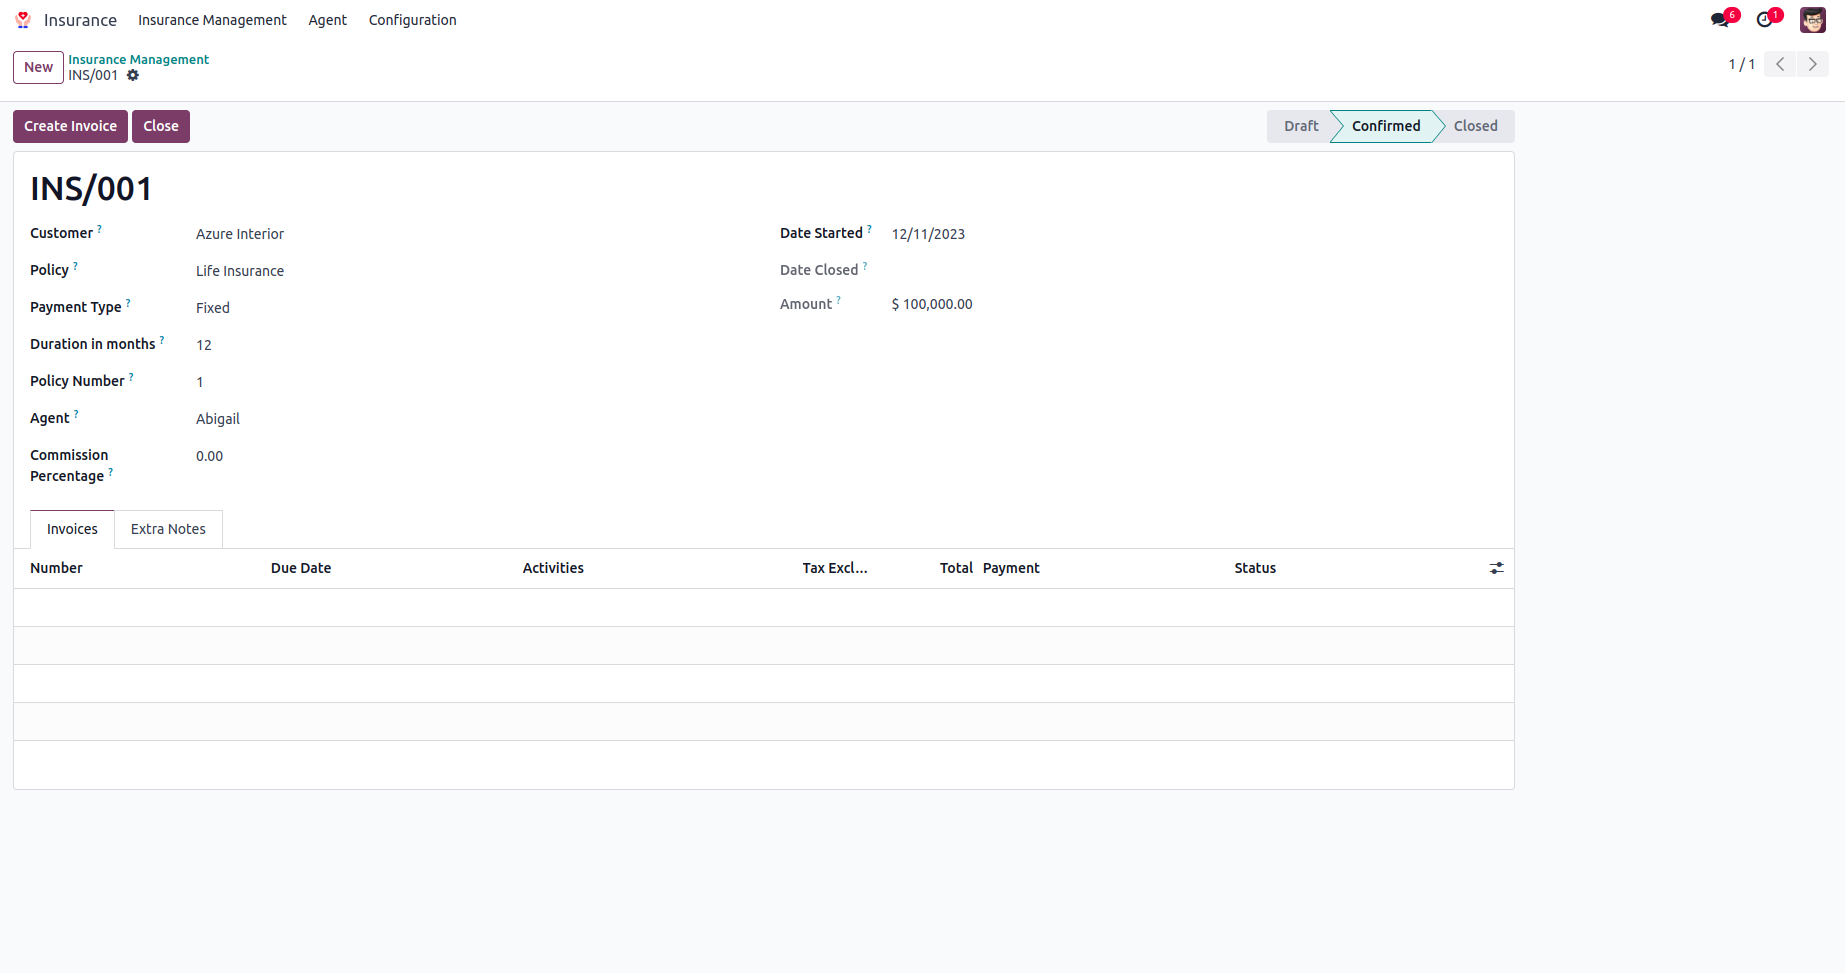 Insurance Insurance Management Agent Configuration 6 1
New Insurance Management 1 / 1
INS/001
Create Invoice Close Draft Confirmed Closed
INS/001
Customer ? Azure Interior Date Started ? 12/11/2023
Policy ? Life Insurance Date Closed ?
Payment Type ? Fixed Amount ? $ 100,000.00
Duration in months ? 12
Policy Number ? 1
Agent ? Abigail
Commission 0.00
Percentage ?
Invoices Extra Notes
Number Due Date Activities Tax Excl... Total Payment Status